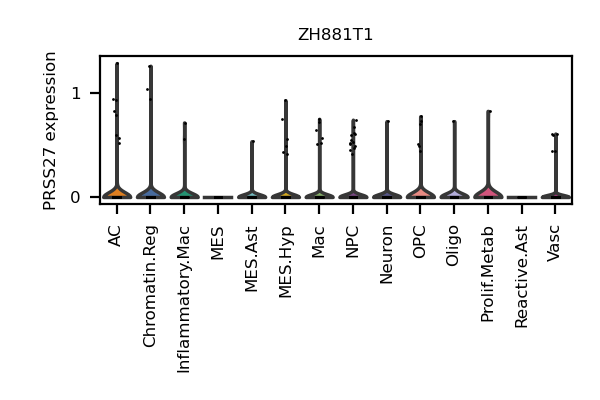 ZH881T1
PRSS27 expression
1
0
AC
Chromatin.Reg
Inflammatory.Mac
MES
MES.Ast
MES.Hyp
Mac
NPC
Neuron
OPC
Oligo
Prolif.Metab
Reactive.Ast
Vasc